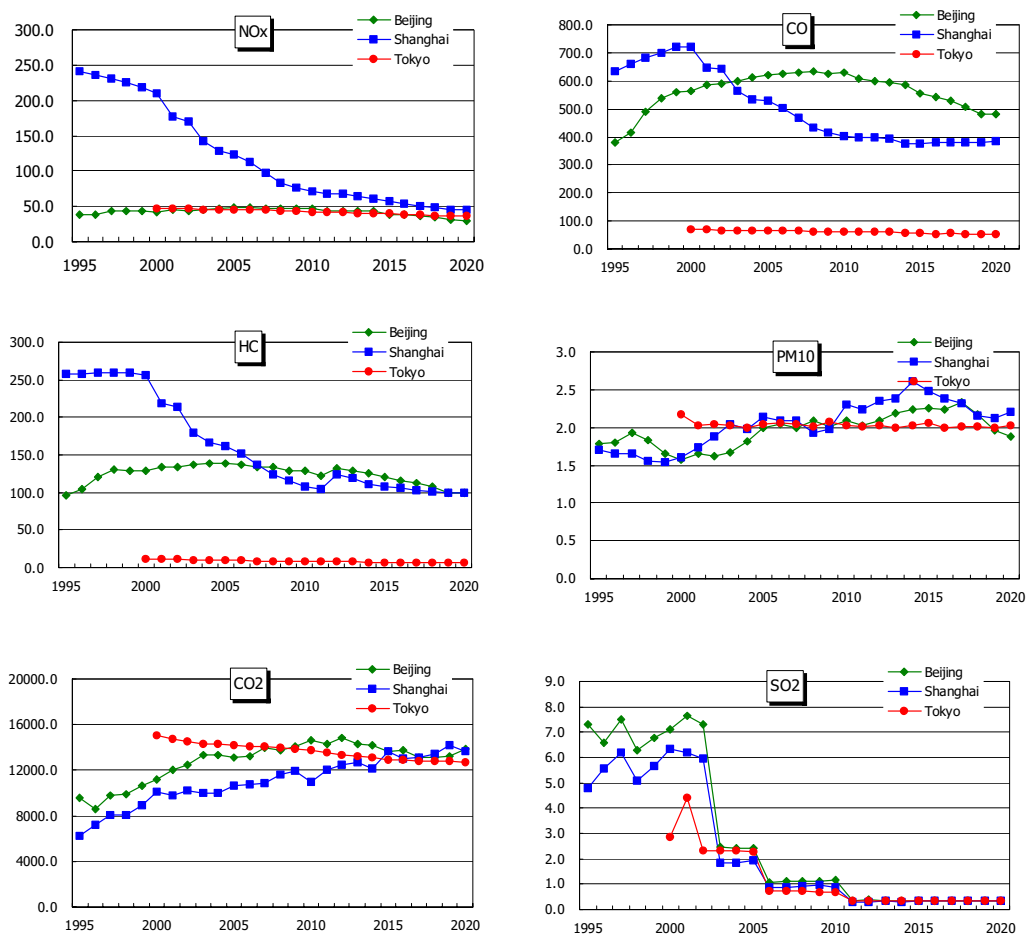 NOx
Beijing
Shanghai
Tokyo
300.0
250.0
200.0
150.0
100.0
50.0
0.0
1995 2000 2005 2010 2015 2020
CO
Beijing
Shanghai
Tokyo
800.0
700.0
600.0
500.0
400.0
300.0
200.0
100.0
0.0
1995 2000 2005 2010 2015 2020
HC
Beijing
Shanghai
Tokyo
300.0
250.0
200.0
150.0
100.0
50.0
0.0
1995 2000 2005 2010 2015 2020
PM10
Beijing
Shanghai
Tokyo
3.0
2.5
2.0
1.5
1.0
0.5
0.0
1995 2000 2005 2010 2015 2020
CO2
Beijing
Shanghai
Tokyo
20000.0
16000.0
12000.0
8000.0
4000.0
0.0
1995 2000 2005 2010 2015 2020
SO2
Beijing
Shanghai
Tokyo
9.0
8.0
7.0
6.0
5.0
4.0
3.0
2.0
1.0
0.0
1995 2000 2005 2010 2015 2020